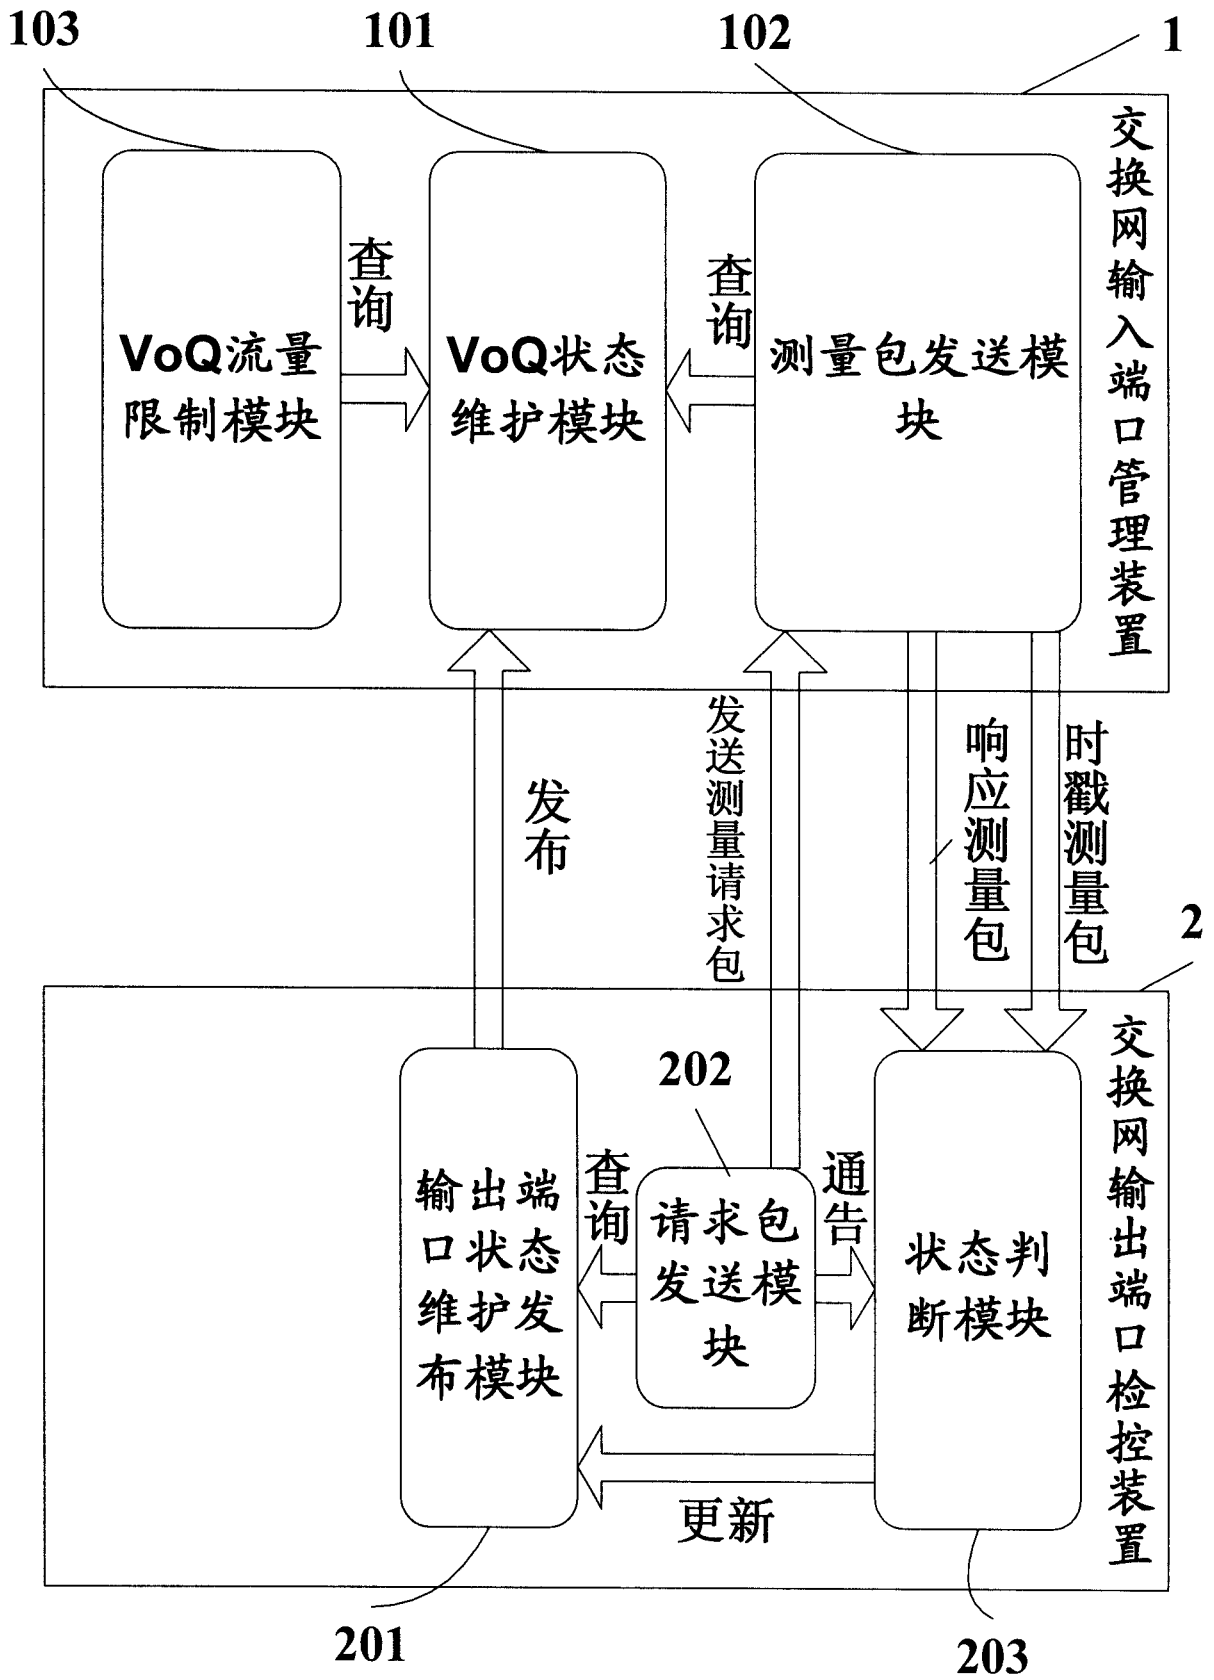 103
101
102
1
交换网输入端口管理装置
查询
查询
VoQ流量
限制模块
VoQ状态
维护模块
测量包发送模
块
发布
发送测量请求包
响应测量包
时戳测量包
2
交换网输出端口检控装置
202
查询
通告
输出端
口状态
维护发
布模块
请求包
发送模
块
状态判
断模块
更新
201
203